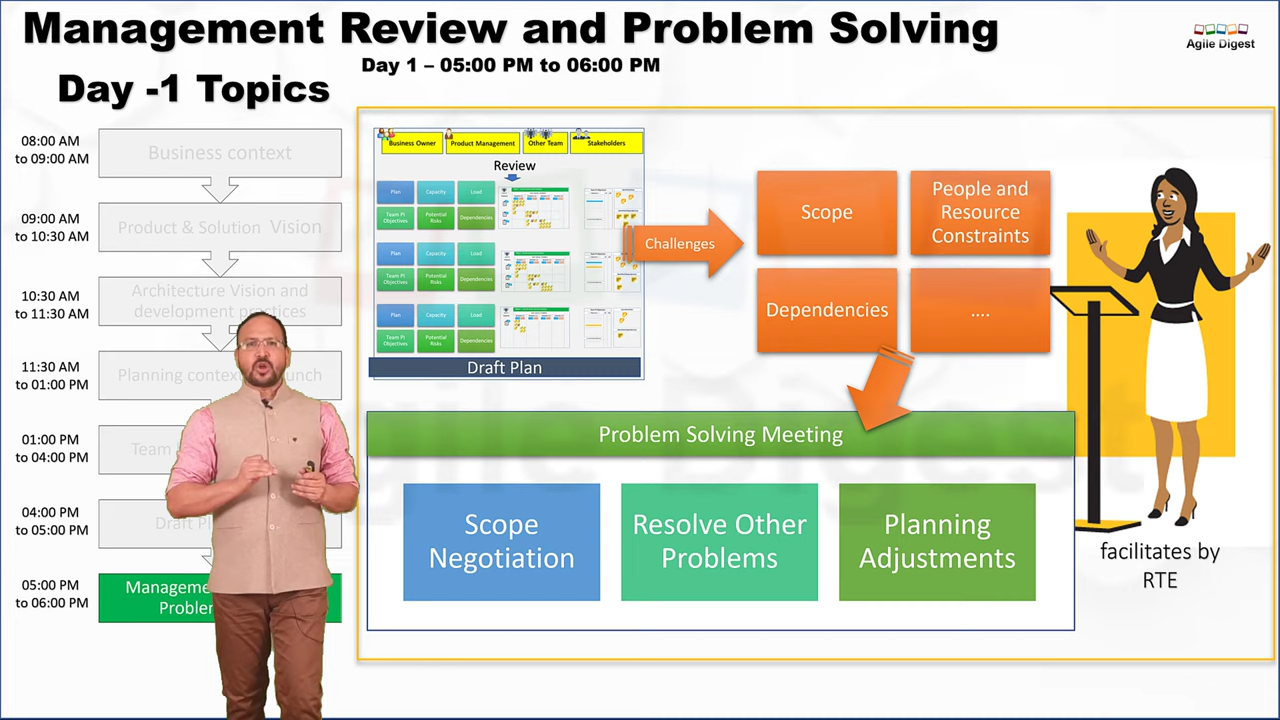 Management Review and Problem Solving
Agile Digest
Day 1 – 05:00 PM to 06:00 PM
Day -1 Topics
08:00 AM
to 09:00 AM
Business context
09:00 AM
to 10:30 AM
Product & Solution Vision
10:30 AM
to 11:30 AM
Architecture Vision and
development practices
11:30 AM
to 01:00 PM
Planning context
01:00 PM
to 04:00 PM
Team
04:00 PM
to 05:00 PM
05:00 PM
to 06:00 PM
Business Owner
Product Management
Other Team
Stakeholders
Review
Plan
Capacity
Load
Team PI
Objectives
Potential
Risks
Dependencies
Plan
Capacity
Load
Team PI
Objectives
Potential
Risks
Dependencies
Plan
Capacity
Load
Team PI
Objectives
Potential
Risks
Dependencies
Draft Plan
Challenges
Scope
People and
Resource
Constraints
Dependencies
....
Problem Solving Meeting
Scope
Negotiation
Resolve Other
Problems
Planning
Adjustments
facilitates by
RTE